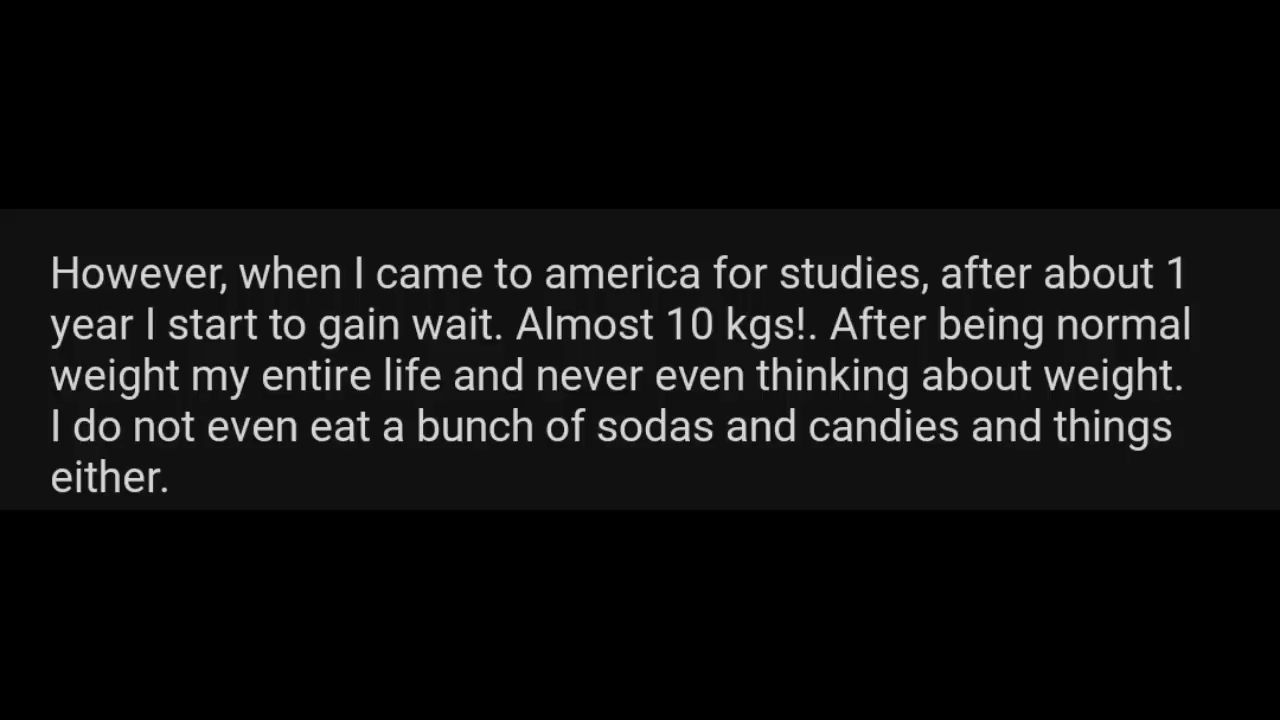 However, when I came to america for studies, after about 1
year I start to gain wait. Almost 10 kgs!. After being normal
weight my entire life and never even thinking about weight.
I do not even eat a bunch of sodas and candies and things
either.